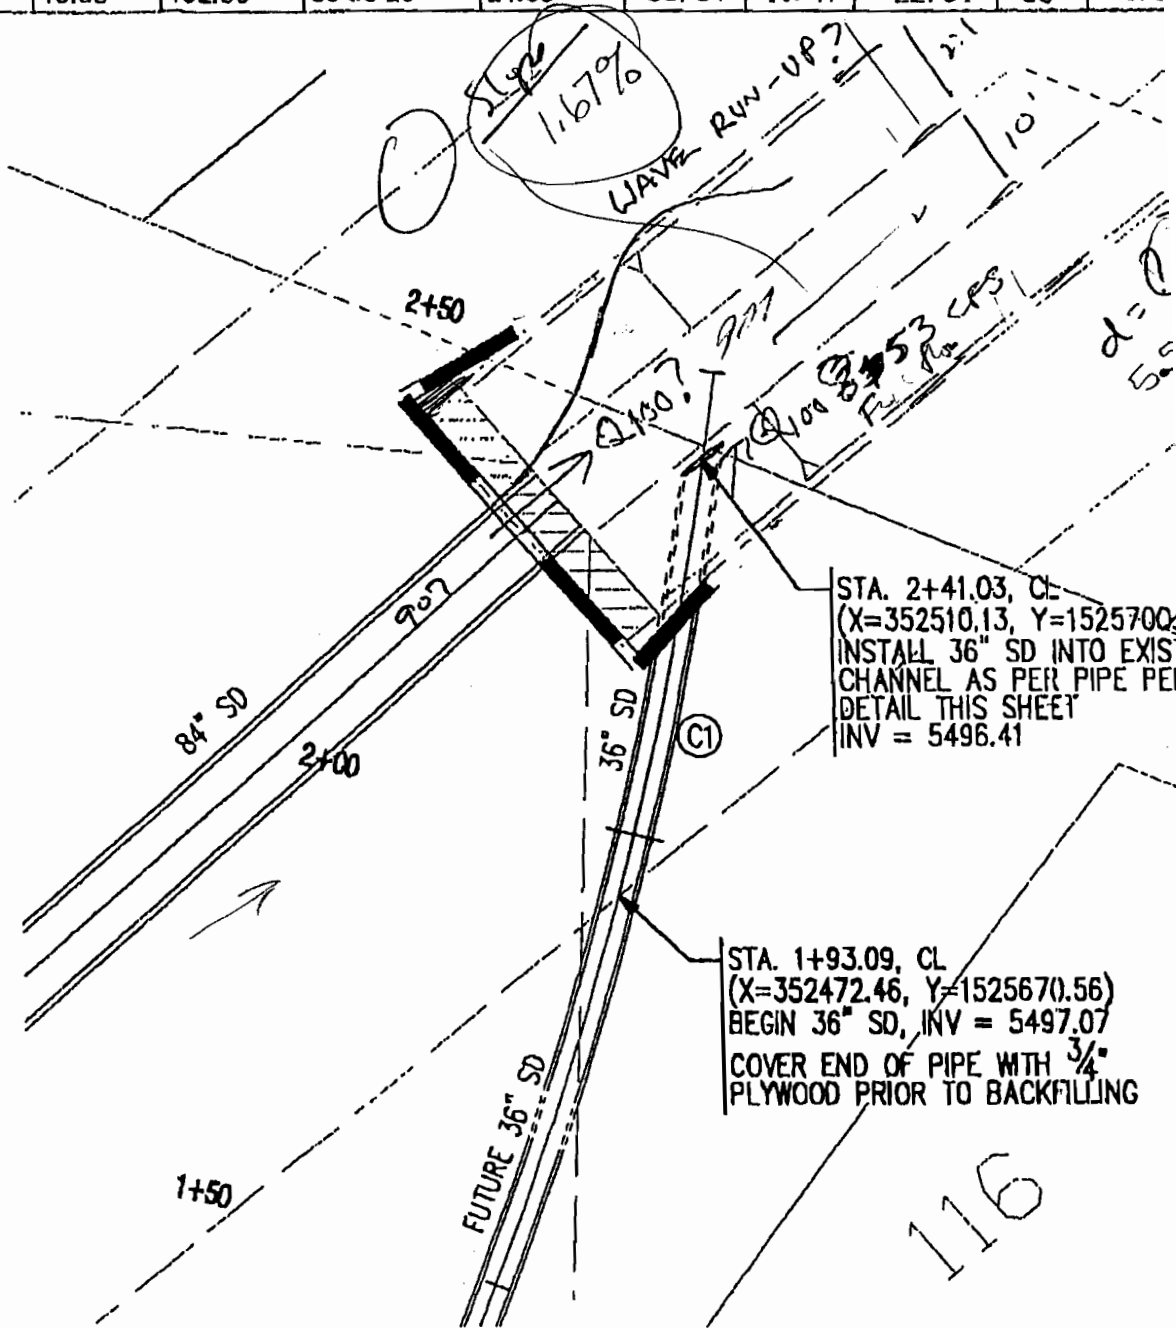 Slope
1.67%
WAVE RUN-UP?
2:1
10'
2+50
Q100?
907
Q100 53 CFS
d=
907
84" SD
2+00
36" SD
C1
STA. 2+41.03, CL
(X=352510.13, Y=1525700
INSTALL 36" SD INTO EXIS
CHANNEL AS PER PIPE PE
DETAIL THIS SHEET
INV = 5496.41
STA. 1+93.09, CL
(X=352472.46, Y=1525670.56)
BEGIN 36" SD, INV = 5497.07
COVER END OF PIPE WITH 3/4"
PLYWOOD PRIOR TO BACKFILLING
FUTURE 36" SD
1+50
116